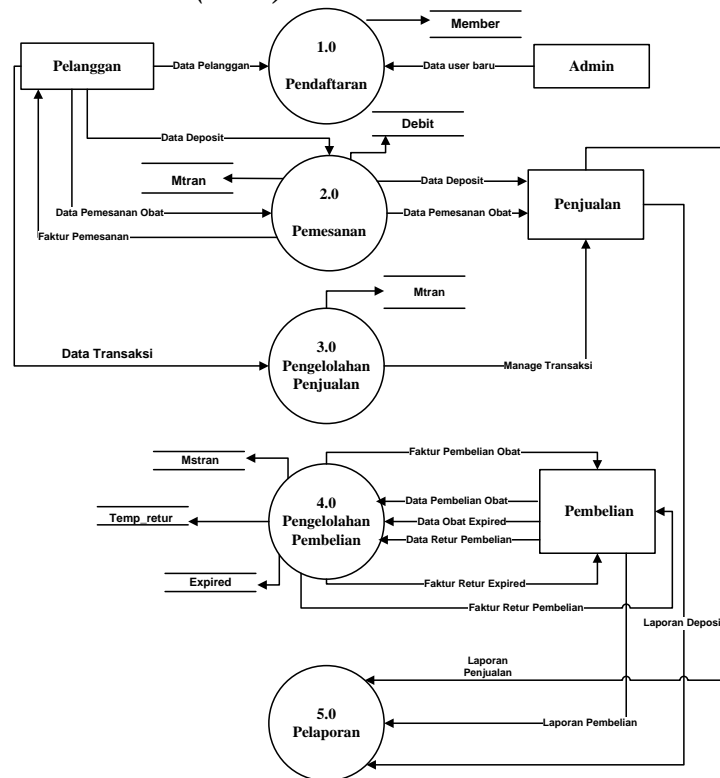 Member
1.0
Pendaftaran
Pelanggan
Data Pelanggan
Data user baru
Admin
Debit
Data Deposit
Mtran
2.0
Pemesanan
Data Deposit
Penjualan
Data Pemesanan Obat
Data Pemesanan Obat
Faktur Pemesanan
Mtran
3.0
Pengelolahan
Penjualan
Data Transaksi
Manage Transaksi
Faktur Pembelian Obat
Mstran
4.0
Pengelolahan
Pembelian
Data Pembelian Obat
Pembelian
Temp_retur
Data Obat Expired
Data Retur Pembelian
Expired
Faktur Retur Expired
Faktur Retur Pembelian
Laporan Deposi
Laporan
Penjualan
5.0
Pelaporan
Laporan Pembelian